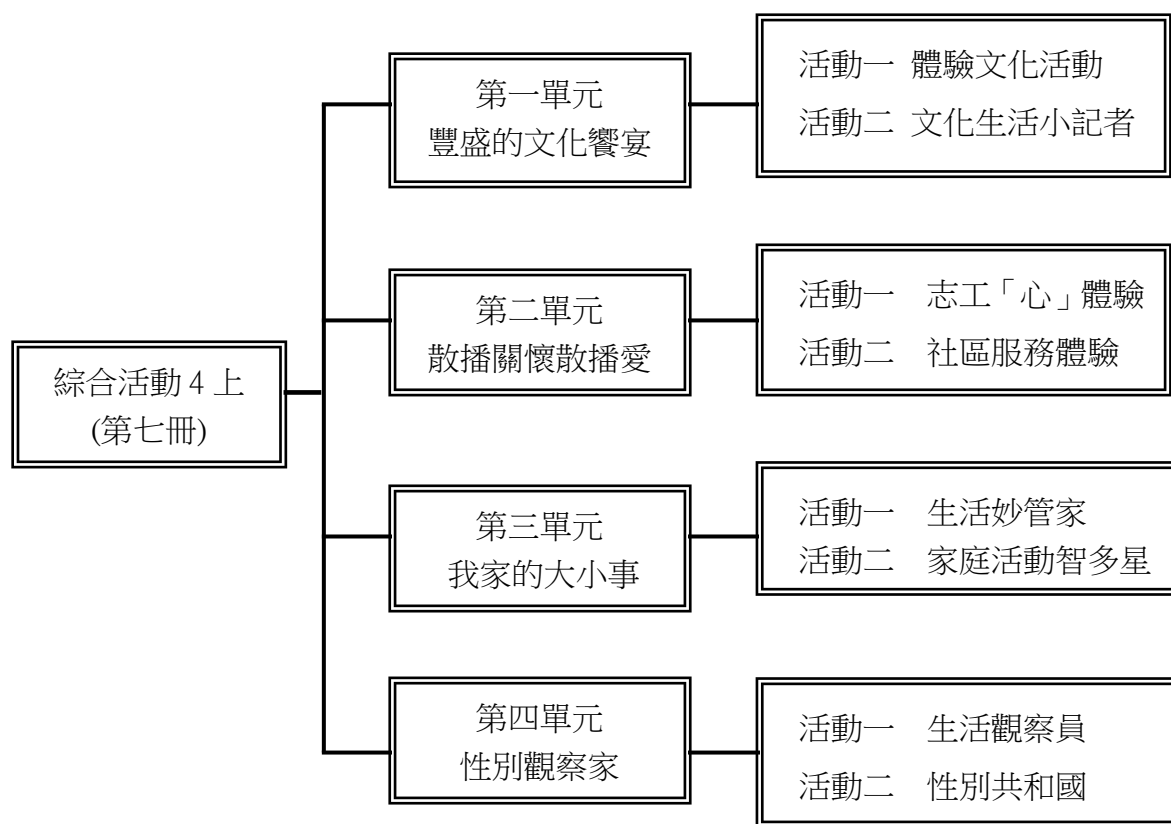 綜合活動 4 上
(第七冊)
第一單元
豐盛的文化饗宴
活動一 體驗文化活動
活動二 文化生活小記者
第二單元
散播關懷散播愛
活動一 志工「心」體驗
活動二 社區服務體驗
第三單元
我家的大小事
活動一 生活妙管家
活動二 家庭活動智多星
第四單元
性別觀察家
活動一 生活觀察員
活動二 性別共和國